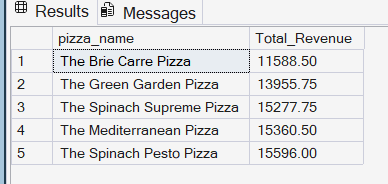 Results Messages
pizza_name Total_Revenue
1 The Brie Carre Pizza 11588.50
2 The Green Garden Pizza 13955.75
3 The Spinach Supreme Pizza 15277.75
4 The Mediterranean Pizza 15360.50
5 The Spinach Pesto Pizza 15596.00